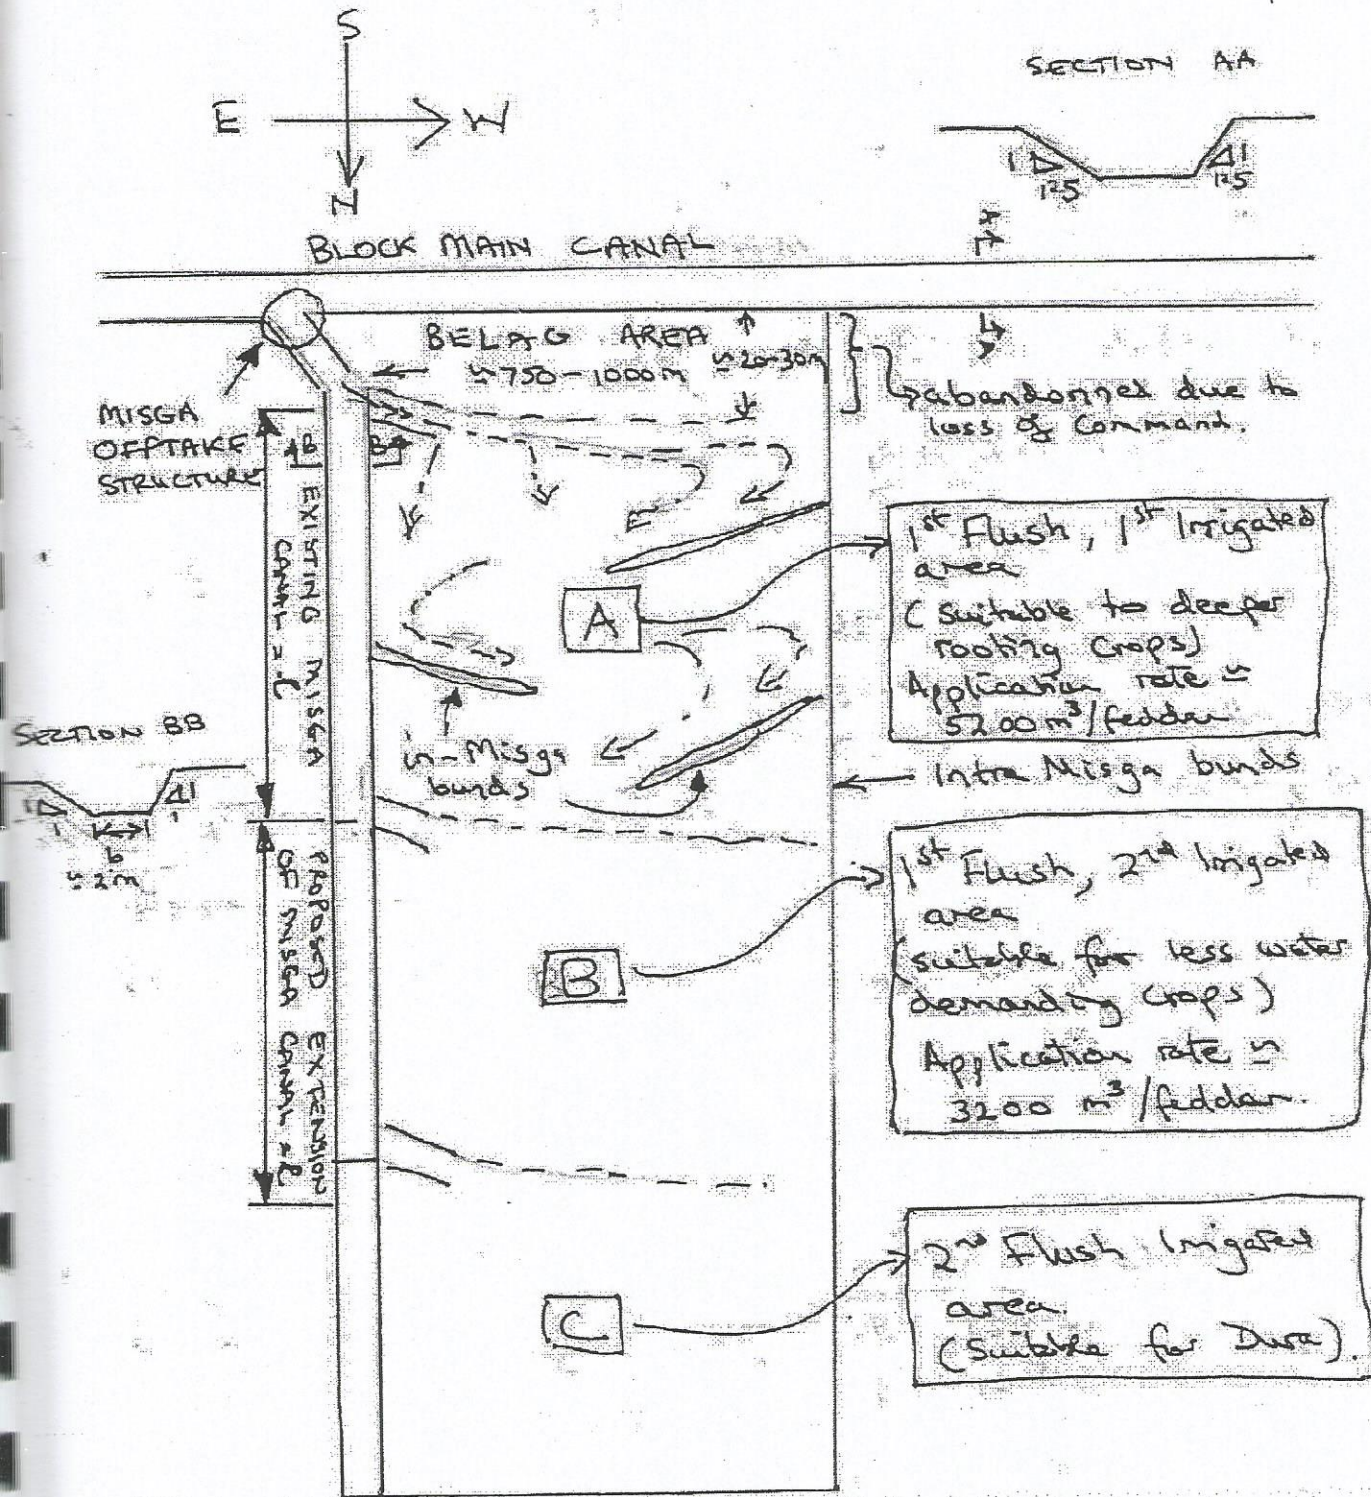 S
E W
N
SECTION AA
1
1.25
1
1.25
A
BLOCK MAIN CANAL
A
BELAG AREA
≃ 750-1000m
≃ 20-30m
abandonned due to
loss of Command.
MISGA
OFFTAKE
STRUCTURE
B B
EXISTING MISGA
CANAL = l
A
1st Flush, 1st Irrigated
area
(Suitable to deeper
rooting Crops)
Application rate ≃
5200 m³/feddan
SECTION BB
1
1
1
1
b
≃ 2m
in-Misga
bunds
Intra Misga bunds
PROPOSED EXTENSION
OF MISGA CANAL = l
B
1st Flush, 2nd Irrigated
area
(suitable for less water
demanding Crops)
Application rate ≃
3200 m³/feddan.
C
2nd Flush Irrigated
area.
(Suitable for Dura).